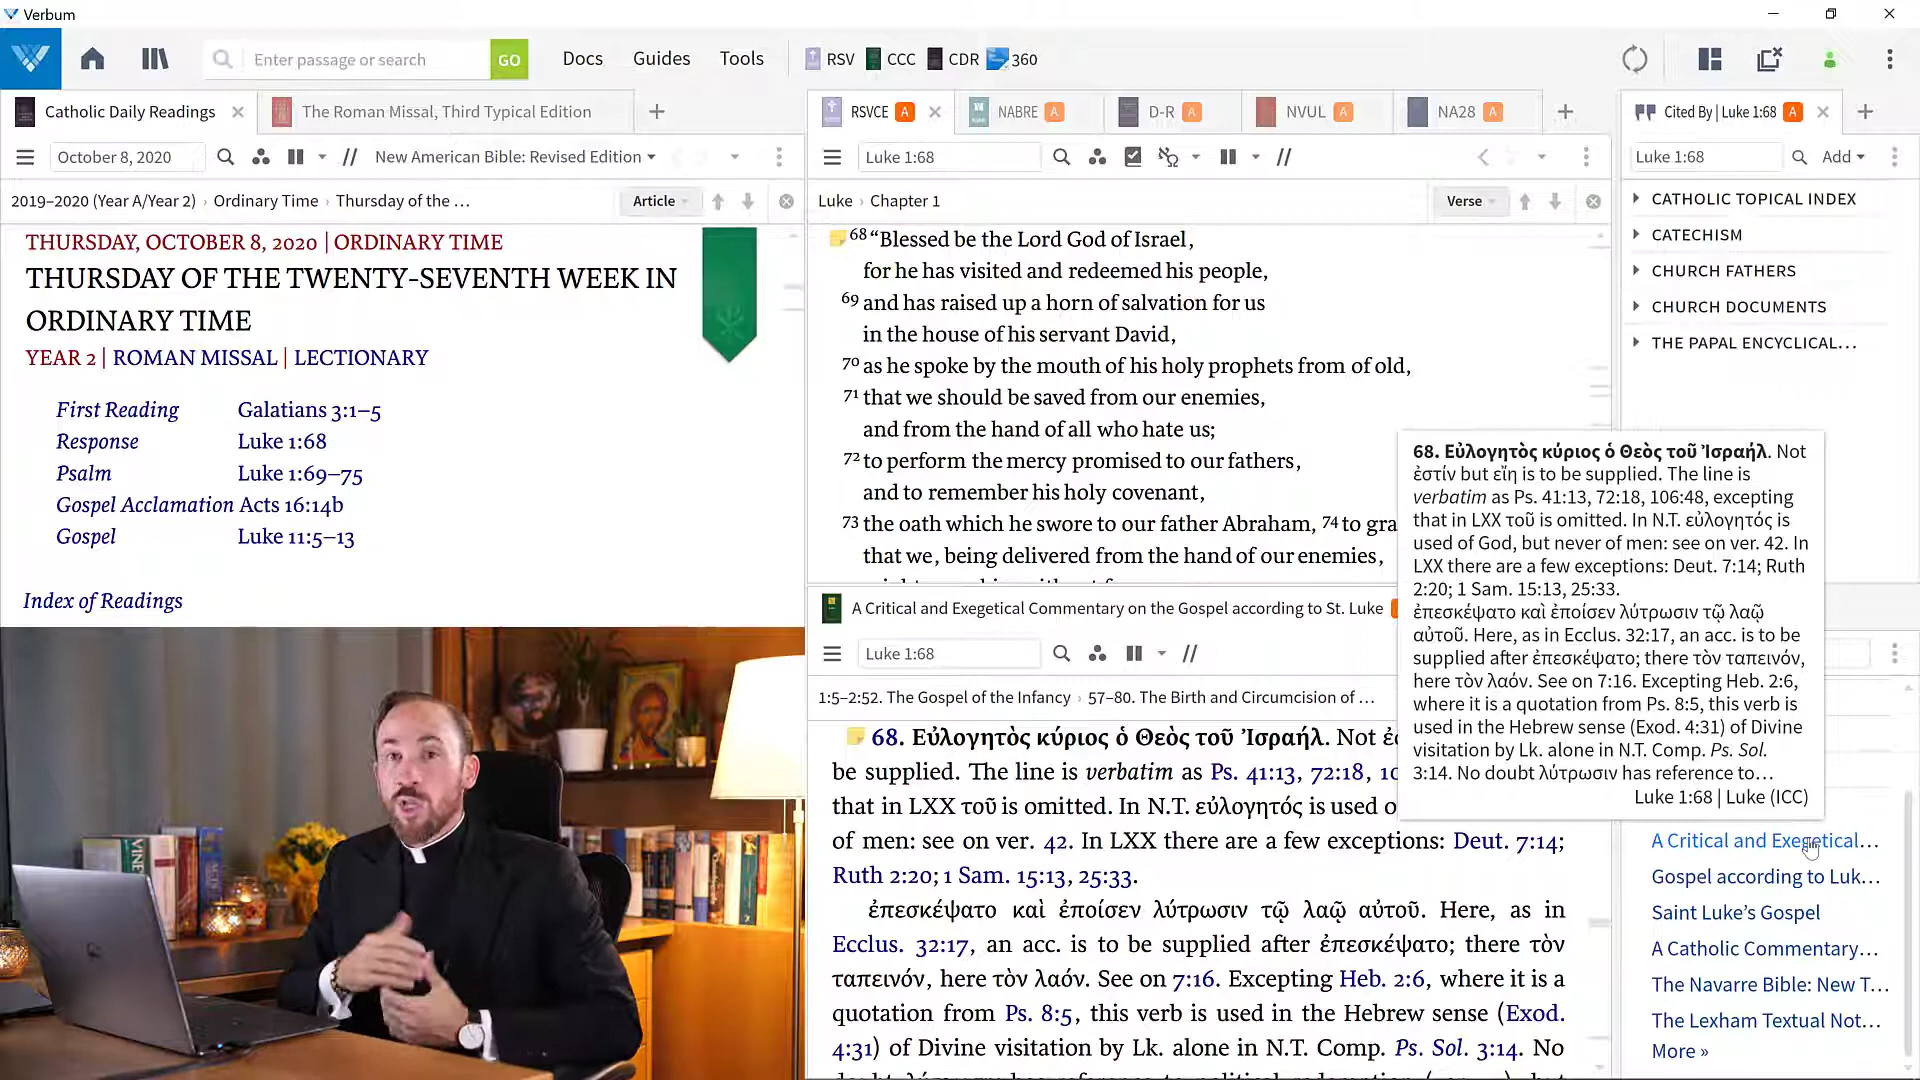 Verbum
Enter passage or search
GO
Docs
Guides
Tools
RSV
CCC
CDR
360
Catholic Daily Readings
The Roman Missal, Third Typical Edition
October 8, 2020
New American Bible: Revised Edition
2019–2020 (Year A/Year 2) › Ordinary Time › Thursday of the …
Article
THURSDAY, OCTOBER 8, 2020 | ORDINARY TIME
THURSDAY OF THE TWENTY-SEVENTH WEEK IN
ORDINARY TIME
YEAR 2 | ROMAN MISSAL | LECTIONARY
First Reading Galatians 3:1–5
Response Luke 1:68
Psalm Luke 1:69–75
Gospel Acclamation Acts 16:14b
Gospel Luke 11:5–13
Index of Readings
RSVCE A
NABRE A
D-R A
NVUL A
NA28 A
Luke 1:68
Luke › Chapter 1
Verse
68 “Blessed be the Lord God of Israel,
for he has visited and redeemed his people,
69 and has raised up a horn of salvation for us
in the house of his servant David,
70 as he spoke by the mouth of his holy prophets from of old,
71 that we should be saved from our enemies,
and from the hand of all who hate us;
72 to perform the mercy promised to our fathers,
and to remember his holy covenant,
73 the oath which he swore to our father Abraham, 74 to gra
that we, being delivered from the hand of our enemies,
A Critical and Exegetical Commentary on the Gospel according to St. Luke
Luke 1:68
1:5–2:52. The Gospel of the Infancy › 57–80. The Birth and Circumcision of …
68. Εὐλογητὸς κύριος ὁ Θεὸς τοῦ Ἰσραήλ. Not ἐσ
be supplied. The line is verbatim as Ps. 41:13, 72:18, 10
that in LXX τοῦ is omitted. In N.T. εὐλογητός is used o
of men: see on ver. 42. In LXX there are a few exceptions: Deut. 7:14;
Ruth 2:20; 1 Sam. 15:13, 25:33.
ἐπεσκέψατο καὶ ἐποίσεν λύτρωσιν τῷ λαῷ αὐτοῦ. Here, as in
Ecclus. 32:17, an acc. is to be supplied after ἐπεσκέψατο; there τὸν
ταπεινόν, here τὸν λαόν. See on 7:16. Excepting Heb. 2:6, where it is a
quotation from Ps. 8:5, this verb is used in the Hebrew sense (Exod.
4:31) of Divine visitation by Lk. alone in N.T. Comp. Ps. Sol. 3:14. No
Cited By | Luke 1:68 A
Luke 1:68
Add
CATHOLIC TOPICAL INDEX
CATECHISM
CHURCH FATHERS
CHURCH DOCUMENTS
THE PAPAL ENCYCLICAL…
68. Εὐλογητὸς κύριος ὁ Θεὸς τοῦ Ἰσραήλ. Not
ἐστίν but εἴη is to be supplied. The line is
verbatim as Ps. 41:13, 72:18, 106:48, excepting
that in LXX τοῦ is omitted. In N.T. εὐλογητός is
used of God, but never of men: see on ver. 42. In
LXX there are a few exceptions: Deut. 7:14; Ruth
2:20; 1 Sam. 15:13, 25:33.
ἐπεσκέψατο καὶ ἐποίσεν λύτρωσιν τῷ λαῷ
αὐτοῦ. Here, as in Ecclus. 32:17, an acc. is to be
supplied after ἐπεσκέψατο; there τὸν ταπεινόν,
here τὸν λαόν. See on 7:16. Excepting Heb. 2:6,
where it is a quotation from Ps. 8:5, this verb is
used in the Hebrew sense (Exod. 4:31) of Divine
visitation by Lk. alone in N.T. Comp. Ps. Sol.
3:14. No doubt λύτρωσιν has reference to…
Luke 1:68 | Luke (ICC)
A Critical and Exegetical…
Gospel according to Luk…
Saint Luke’s Gospel
A Catholic Commentary…
The Navarre Bible: New T…
The Lexham Textual Not…
More »